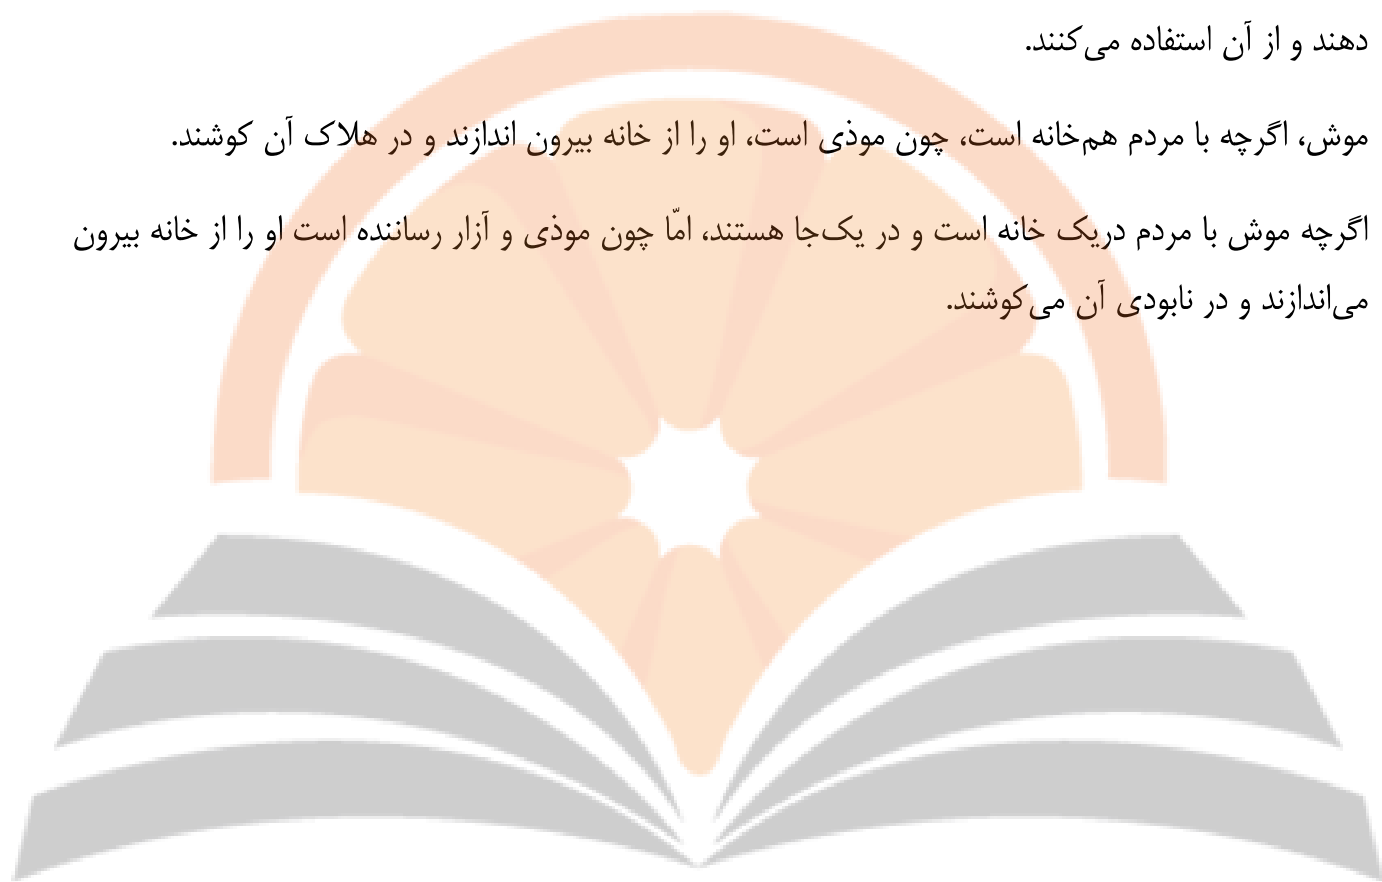 دهند و از آن استفاده می‌کنند.
موش، اگرچه با مردم هم‌خانه است، چون موذی است، او را از خانه بیرون اندازند و در هلاک آن کوشند.
اگرچه موش با مردم دریک خانه است و در یک‌جا هستند، امّا چون موذی و آزار رساننده است او را از خانه بیرون
می‌اندازند و در نابودی آن می‌کوشند.